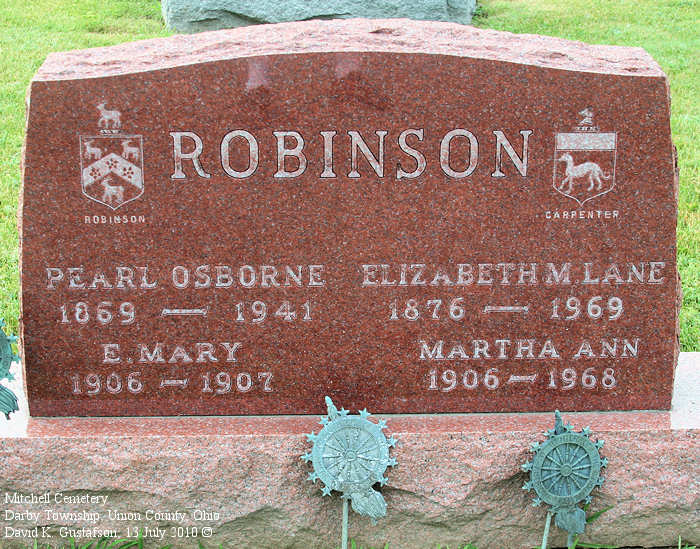 ROBINSON
ROBINSON
CARPENTER
PEARL OSBORNE
1869 — 1941
ELIZABETH M. LANE
1876 — 1969
E. MARY
1906 — 1907
MARTHA ANN
1906 — 1968
Mitchell Cemetery
Darby Township, Union County, Ohio
David K. Gustafson, 13 July 2010 ©